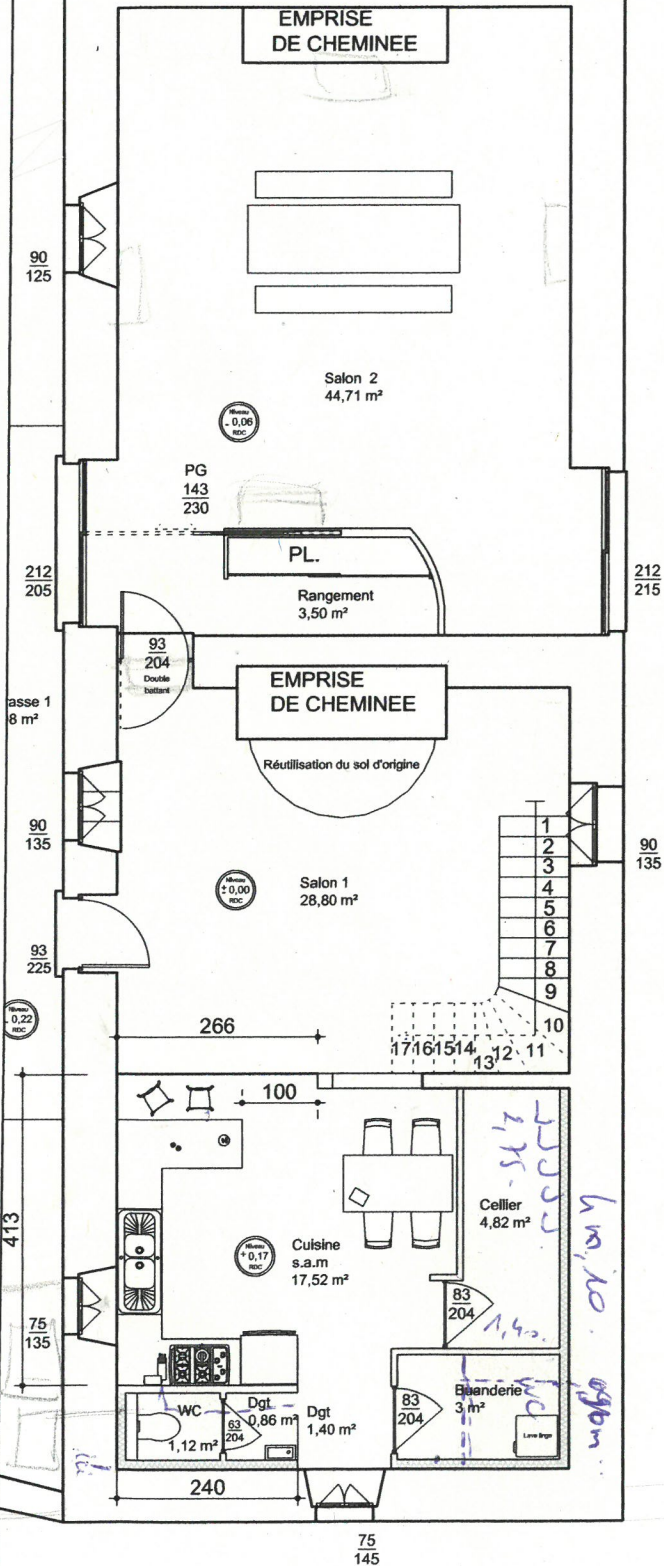 EMPRISE
DE CHEMINEE
90
125
Salon 2
44,71 m²
Niveau
- 0,06
RDC
PG
143
230
PL.
212
205
212
215
Rangement
3,50 m²
93
204
Double
battant
EMPRISE
DE CHEMINEE
asse 1
8 m²
Réutilisation du sol d'origine
90
135
90
135
1
2
3
4
5
6
7
8
9
10
11
12
13
14
15
16
17
Niveau
± 0,00
RDC
Salon 1
28,80 m²
93
225
Niveau
0,22
RDC
266
100
413
2,75.
Cellier
4,82 m²
Niveau
+ 0,17
RDC
Cuisine
s.a.m
17,52 m²
75
135
83
204
1,40.
WC
1,12 m²
63
204
Dgt
0,86 m²
Dgt
1,40 m²
83
204
Buanderie
3 m²
WC
Lave linge
240
75
145